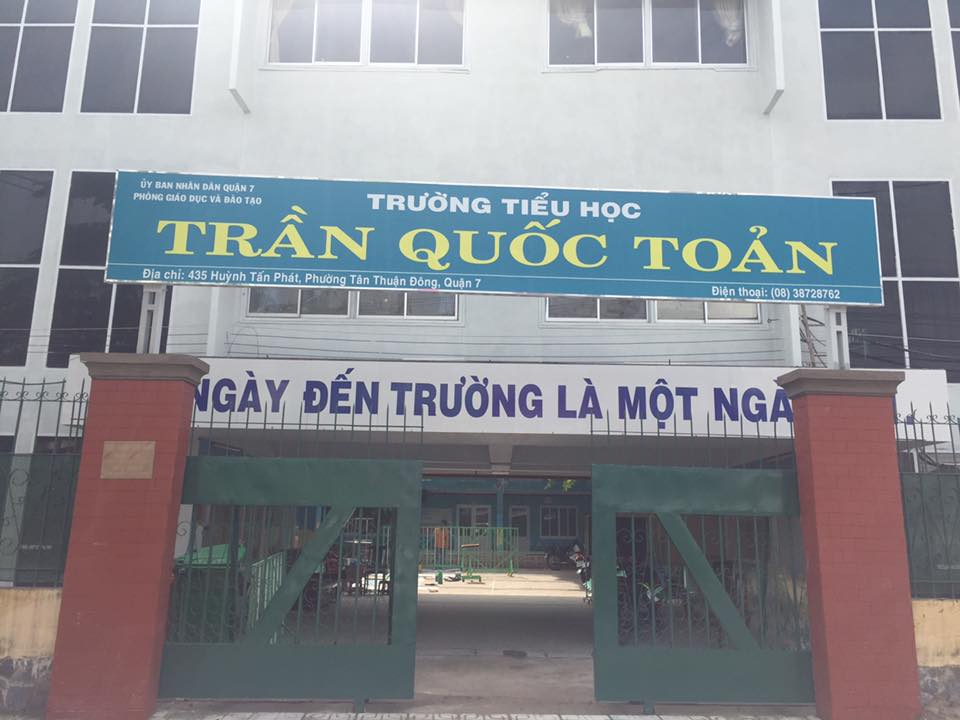 ỦY BAN NHÂN DÂN QUẬN 7
PHÒNG GIÁO DỤC VÀ ĐÀO TẠO
TRƯỜNG TIỂU HỌC
TRẦN QUỐC TOẢN
Địa chỉ: 435 Huỳnh Tấn Phát, Phường Tân Thuận Đông, Quận 7
Điện thoại: (08) 38728762
NGÀY ĐẾN TRƯỜNG LÀ MỘT